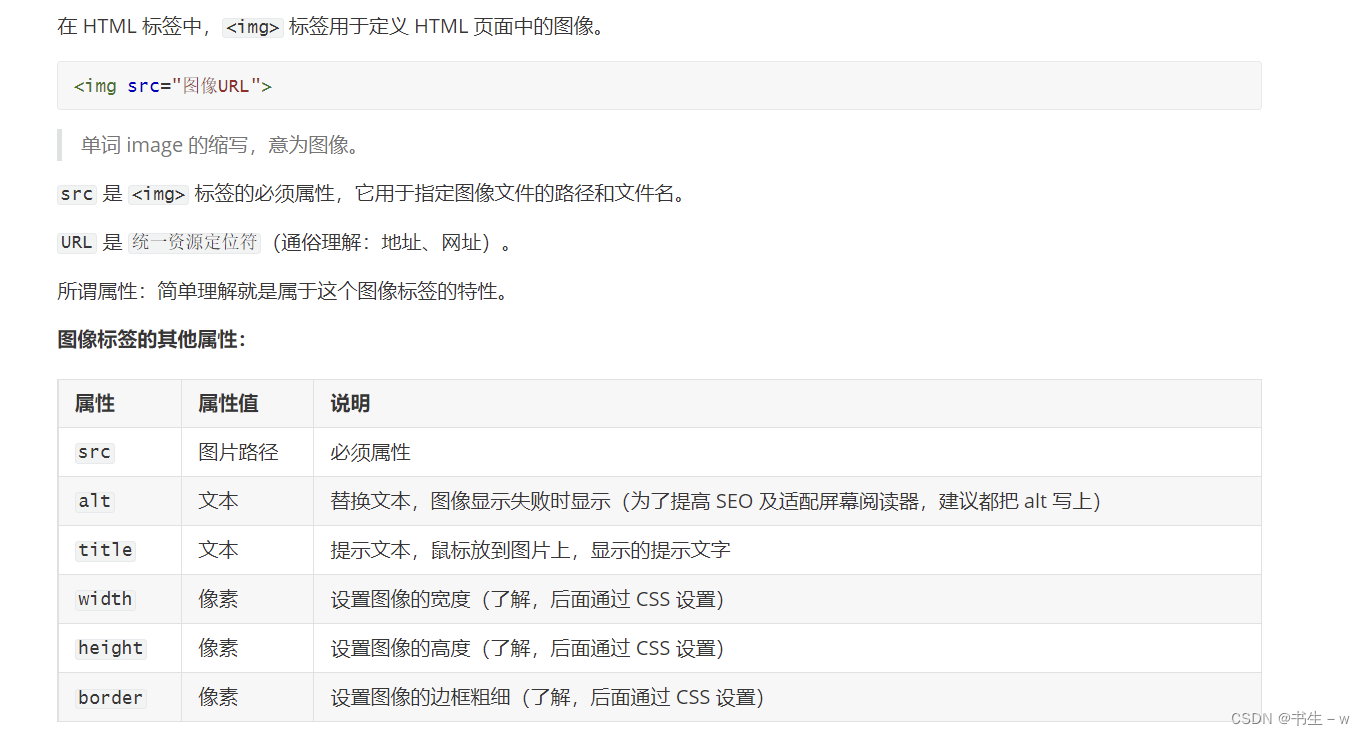 在 HTML 标签中，<img> 标签用于定义 HTML 页面中的图像。
<img src="图像URL">
单词 image 的缩写，意为图像。
src 是 <img> 标签的必须属性，它用于指定图像文件的路径和文件名。
URL 是 统一资源定位符（通俗理解：地址、网址）。
所谓属性：简单理解就是属于这个图像标签的特性。
图像标签的其他属性：
属性 属性值 说明
src 图片路径 必须属性
alt 文本 替换文本，图像显示失败时显示（为了提高 SEO 及适配屏幕阅读器，建议都把 alt 写上）
title 文本 提示文本，鼠标放到图片上，显示的提示文字
width 像素 设置图像的宽度（了解，后面通过 CSS 设置）
height 像素 设置图像的高度（了解，后面通过 CSS 设置）
border 像素 设置图像的边框粗细（了解，后面通过 CSS 设置）
CSDN @书生－w